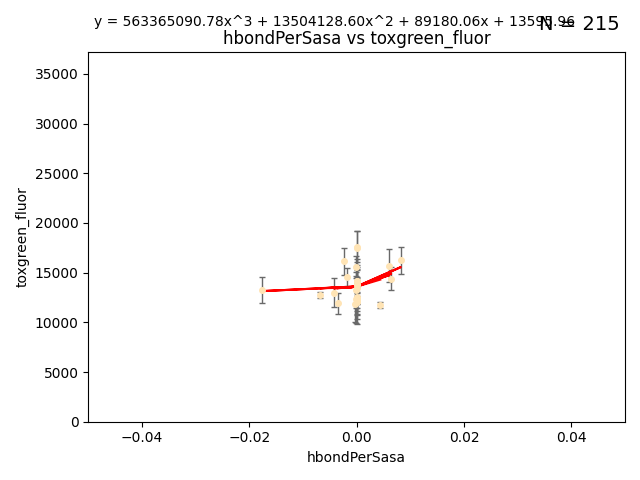 y = 563365090.78x^3 + 13504128.60x^2 + 89180.06x + 13595.96
N = 215
hbondPerSasa vs toxgreen_fluor
35000
30000
25000
20000
15000
10000
5000
0
toxgreen_fluor
−0.04
−0.02
0.00
0.02
0.04
hbondPerSasa